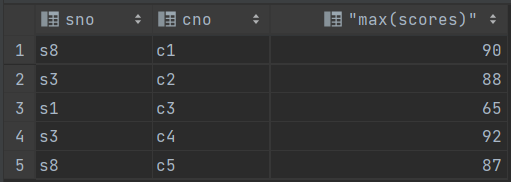 sno cno "max(scores)"
1 s8 c1 90
2 s3 c2 88
3 s1 c3 65
4 s3 c4 92
5 s8 c5 87